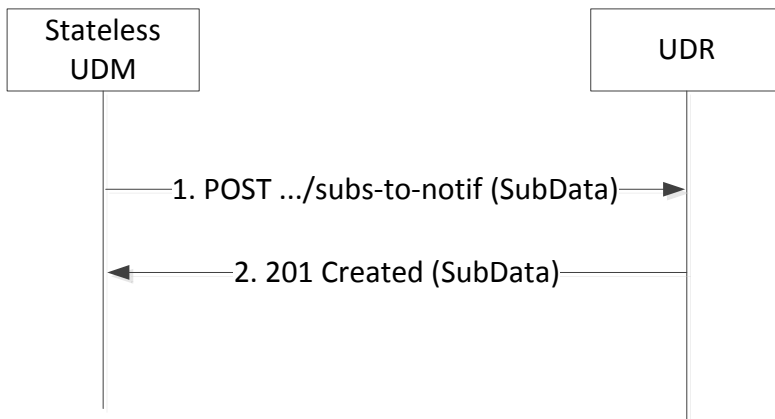 Stateless
UDM
UDR
1. POST .../subs-to-notif (SubData)
2. 201 Created (SubData)